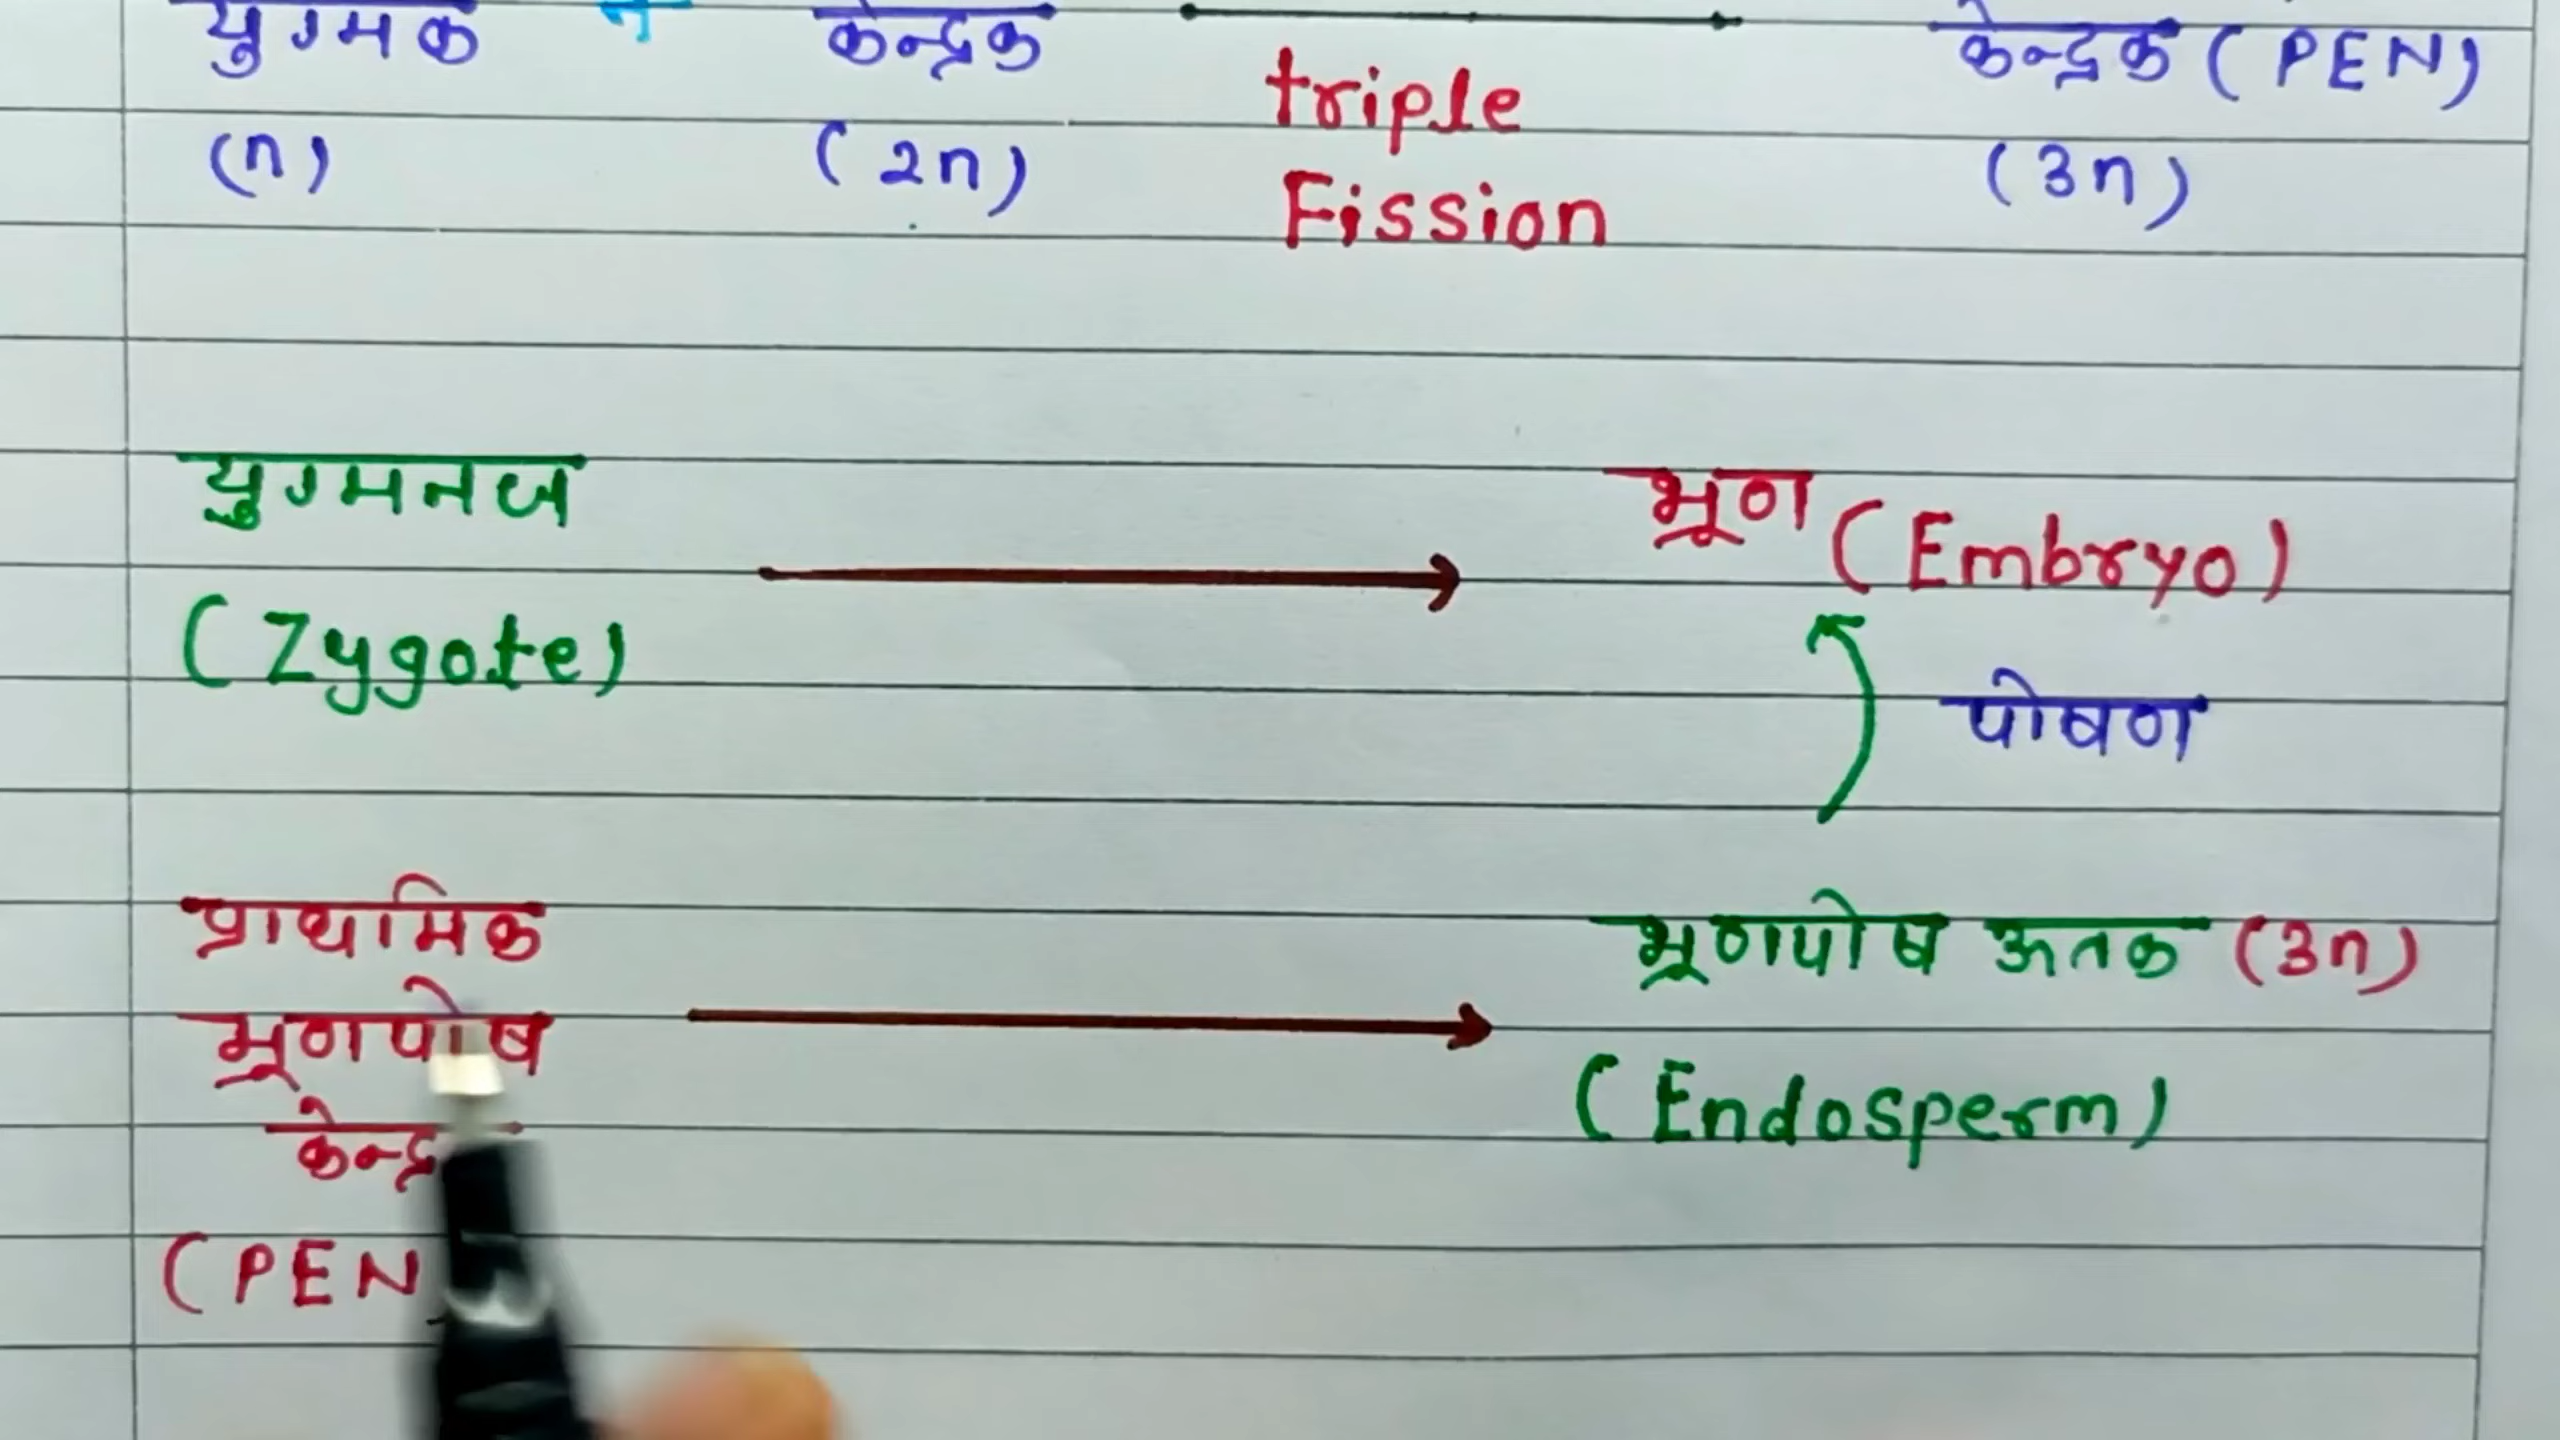 युग्मक + केन्द्रक केन्द्रक (PEN)
triple
(n) (2n) (3n)
Fission
युग्मनज भ्रूण (Embryo)
(Zygote)
पोषण
प्राथमिक भ्रूणपोष ऊतक (3n)
भ्रूणपोष
(Endosperm)
(PEN